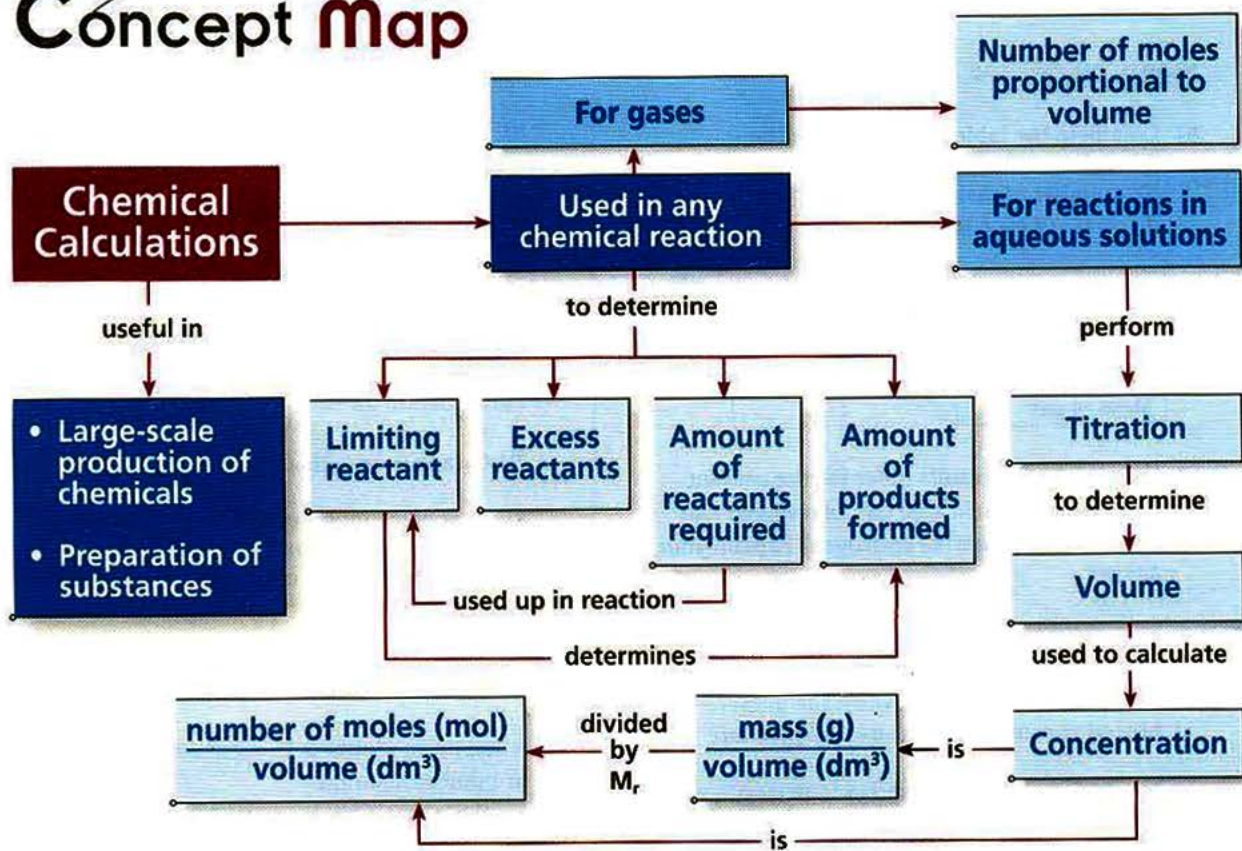 Concept Map
For gases
Number of moles
proportional to
volume
Chemical
Calculations
Used in any
chemical reaction
For reactions in
aqueous solutions
useful in
to determine
perform
• Large-scale
production of
chemicals
• Preparation of
substances
Limiting
reactant
Excess
reactants
Amount
of
reactants
required
Amount
of
products
formed
Titration
to determine
Volume
used up in reaction
determines
used to calculate
number of moles (mol)
volume (dm³)
divided
by
Mᵣ
mass (g)
volume (dm³)
is
Concentration
is